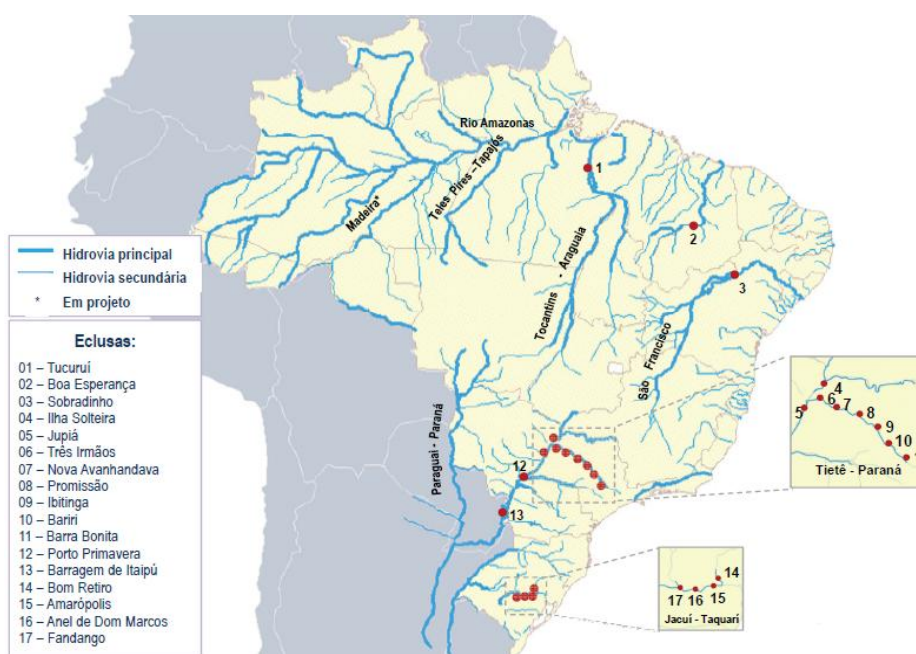 Rio Amazonas
Teles Pires -Tapajós
Madeira*
Tocantins - Araguaia
São Francisco
Paraguai - Paraná
1
2
3
12
13
Hidrovia principal
Hidrovia secundária
* Em projeto
Eclusas:
01 – Tucuruí
02 – Boa Esperança
03 – Sobradinho
04 – Ilha Solteira
05 – Jupiá
06 – Três Irmãos
07 – Nova Avanhandava
08 – Promissão
09 – Ibitinga
10 – Bariri
11 – Barra Bonita
12 – Porto Primavera
13 – Barragem de Itaipú
14 – Bom Retiro
15 – Amarópolis
16 – Anel de Dom Marcos
17 – Fandango
4
5 6 7 8
9
10
Tietê - Paraná
14
17 16 15
Jacuí - Taquarí